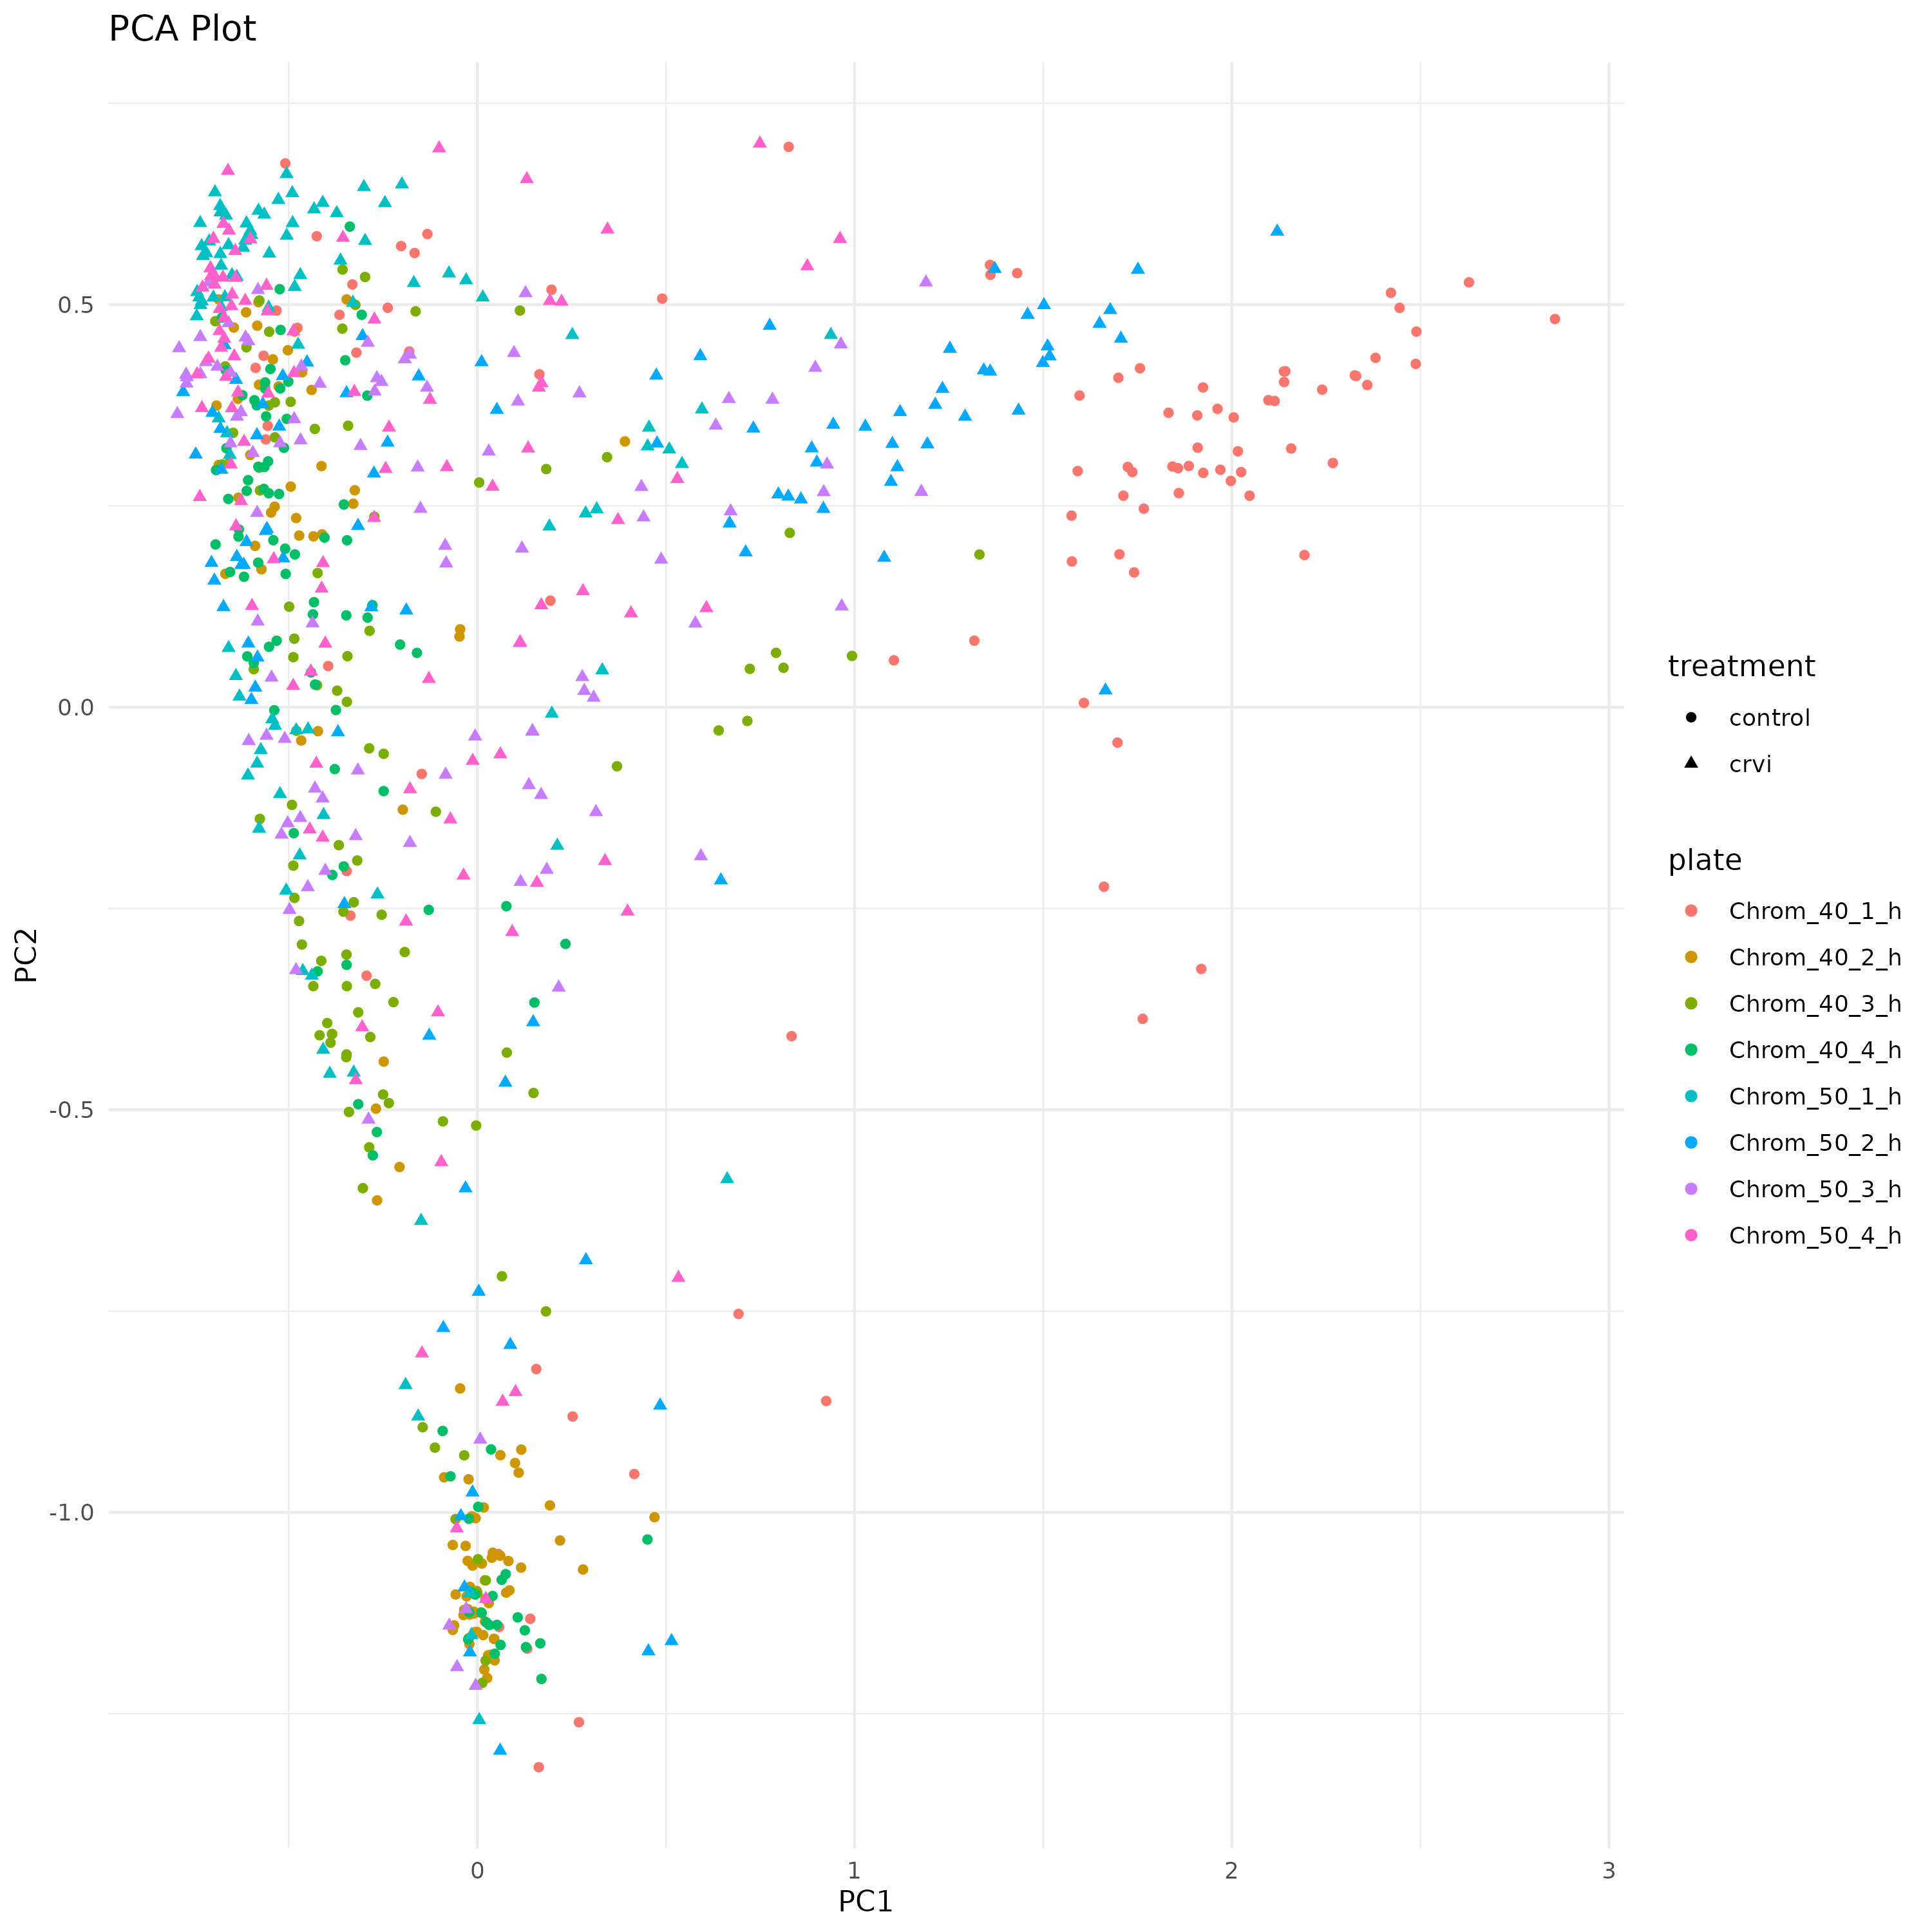 PCA Plot
PC2
0.5
0.0
-0.5
-1.0
0
1
2
3
PC1
treatment
control
crvi
plate
Chrom_40_1_h
Chrom_40_2_h
Chrom_40_3_h
Chrom_40_4_h
Chrom_50_1_h
Chrom_50_2_h
Chrom_50_3_h
Chrom_50_4_h